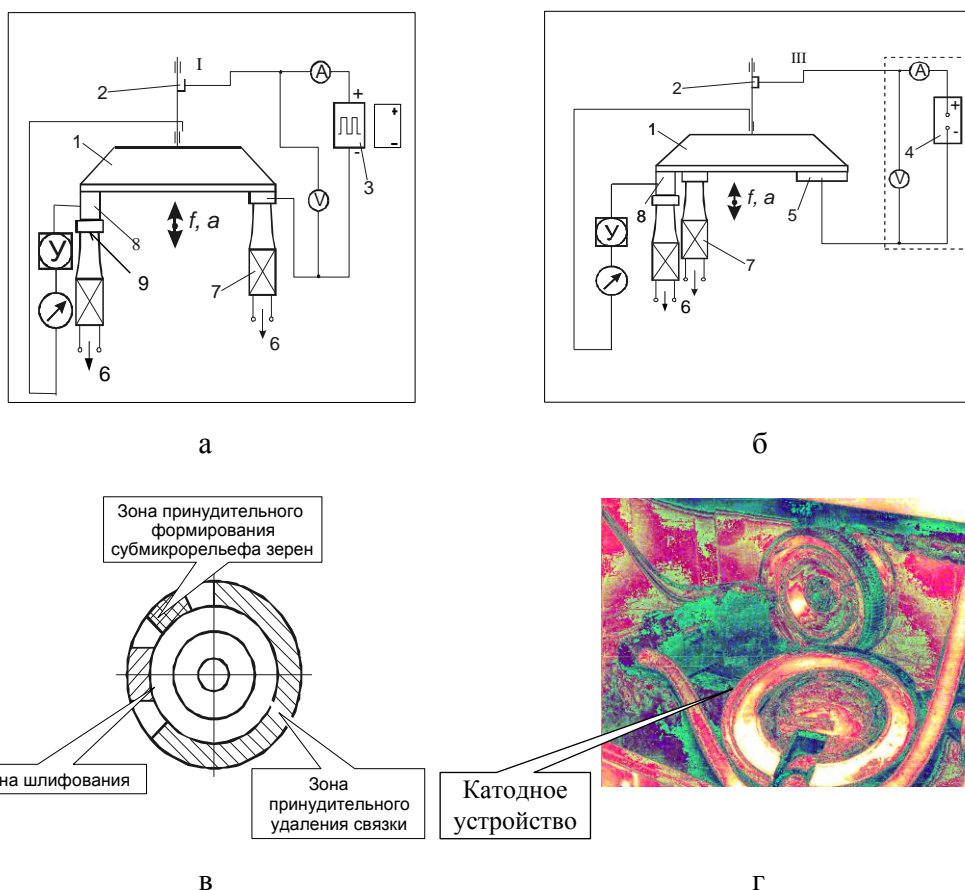 I
2
A
+
1
+
-
-
3
V
f, a
8
У
9
7
6
6
а
III
2
A
+
-
4
1
V
f, a
5
8
У
7
6
б
Зона принудительного
формирования
субмикрорельефа зерен
на шлифования
Зона
принудительного
удаления связки
в
Катодное
устройство
г